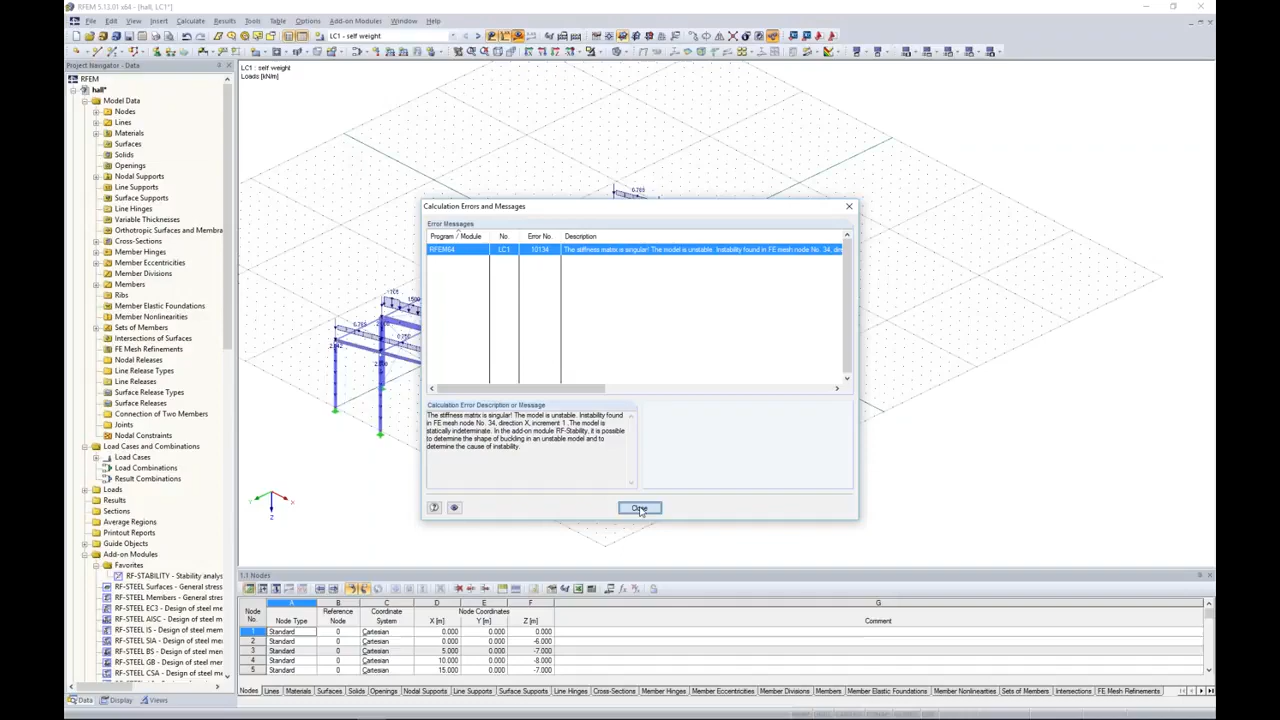 RFEM 5.13.01 x64 - [hall, LC1*]
File Edit View Insert Calculate Results Tools Table Options Add-on Modules Window Help
LC1 - self weight
Project Navigator - Data
RFEM
hall*
Model Data
Nodes
Lines
Materials
Surfaces
Solids
Openings
Nodal Supports
Line Supports
Surface Supports
Line Hinges
Variable Thicknesses
Orthotropic Surfaces and Membra
Cross-Sections
Member Hinges
Member Eccentricities
Member Divisions
Members
Ribs
Member Elastic Foundations
Member Nonlinearities
Sets of Members
Intersections of Surfaces
FE Mesh Refinements
Nodal Releases
Line Release Types
Line Releases
Surface Release Types
Surface Releases
Connection of Two Members
Joints
Nodal Constraints
Load Cases and Combinations
Load Cases
Load Combinations
Result Combinations
Loads
Results
Sections
Average Regions
Printout Reports
Guide Objects
Add-on Modules
Favorites
RF-STABILITY - Stability analys
RF-STEEL Surfaces - General stress
RF-STEEL Members - General stres
RF-STEEL EC3 - Design of steel mem
RF-STEEL AISC - Design of steel me
RF-STEEL IS - Design of steel mem
RF-STEEL SIA - Design of steel mem
RF-STEEL BS - Design of steel mem
RF-STEEL GB - Design of steel mem
RF-STEEL CSA - Design of steel mem
Data Display Views
LC1 : self weight
Loads [kN/m]
0.785
0.785
0.250
Z
Calculation Errors and Messages
Error Messages
Program / Module No. Error No. Description
RFEM64 LC1 10134 The stiffness matrix is singular! The model is unstable. Instability found in FE mesh node No. 34, dire
Calculation Error Description or Message
The stiffness matrix is singular! The model is unstable. Instability found
in FE mesh node No. 34, direction X, increment 1 .The model is
statically indeterminate. In the add-on module RF-Stability, it is possible
to determine the shape of buckling in an unstable model and to
determine the cause of instability.
Close
1.1 Nodes
A B C D E F G
Node No. Node Type Reference Node Coordinate System Node Coordinates X [m] Y [m] Z [m] Comment
1 Standard 0 Cartesian 0.000 0.000 0.000
2 Standard 0 Cartesian 0.000 0.000 -6.000
3 Standard 0 Cartesian 5.000 0.000 -7.000
4 Standard 0 Cartesian 10.000 0.000 -8.000
5 Standard 0 Cartesian 15.000 0.000 -7.000
Nodes Lines Materials Surfaces Solids Openings Nodal Supports Line Supports Surface Supports Line Hinges Cross-Sections Member Hinges Member Eccentricities Member Divisions Members Member Elastic Foundations Member Nonlinearities Sets of Members Intersections FE Mesh Refinements